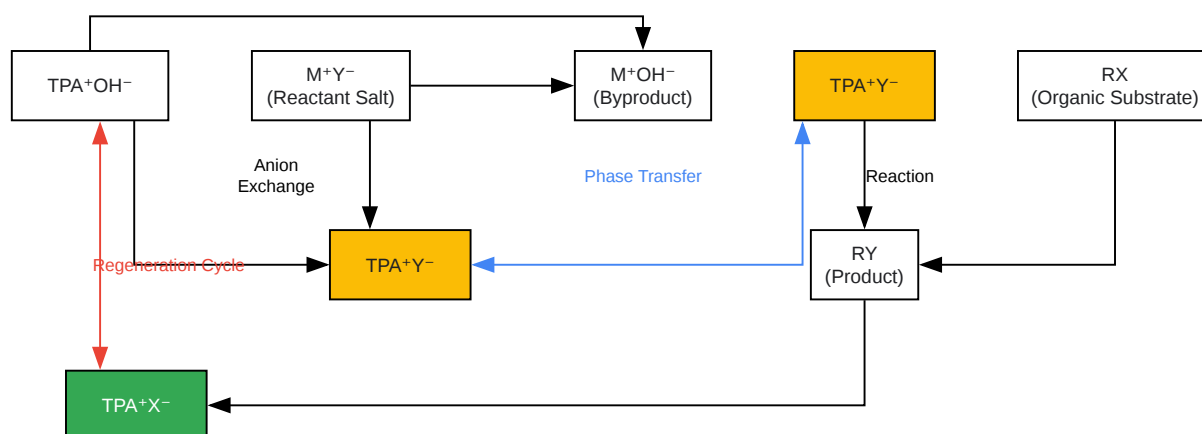 TPA⁺OH⁻
M⁺Y⁻
(Reactant Salt)
M⁺OH⁻
(Byproduct)
TPA⁺Y⁻
RX
(Organic Substrate)
Anion
Exchange
Phase Transfer
Reaction
Regeneration Cycle
TPA⁺Y⁻
RY
(Product)
TPA⁺X⁻